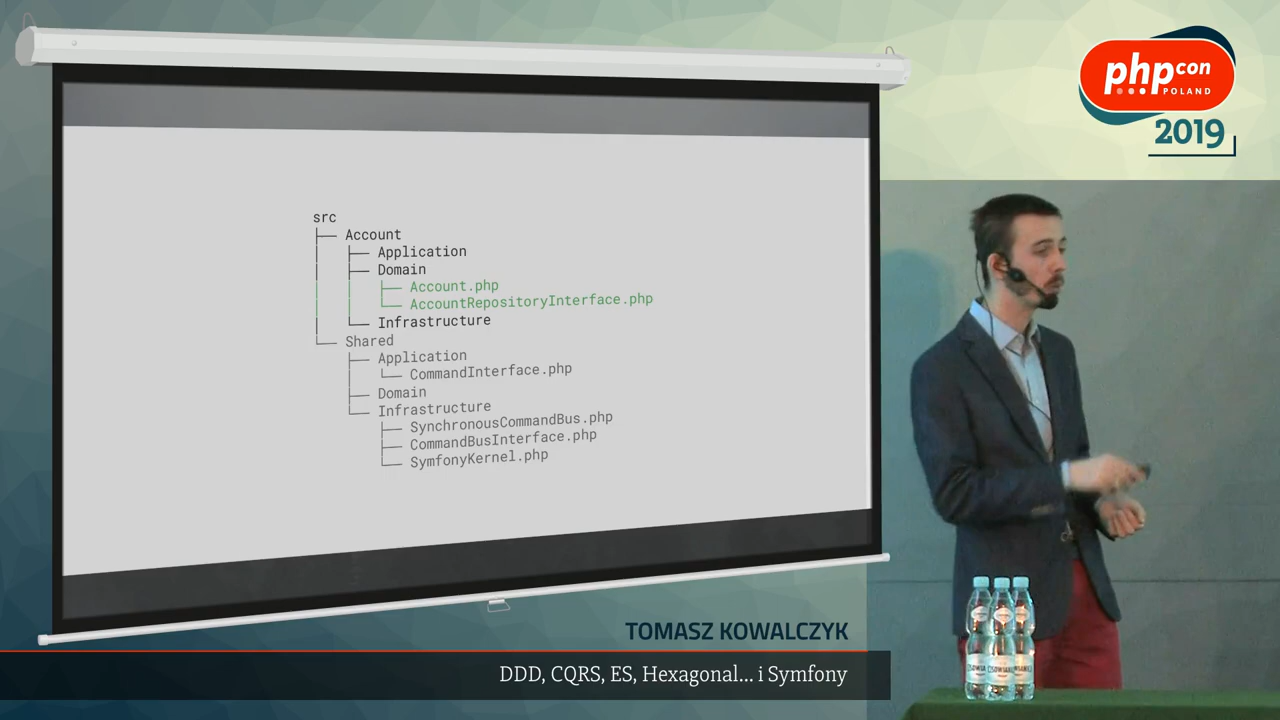 phpcon
POLAND
2019
src
├── Account
│   ├── Application
│   ├── Domain
│   │   ├── Account.php
│   │   └── AccountRepositoryInterface.php
│   └── Infrastructure
└── Shared
    ├── Application
    │   └── CommandInterface.php
    ├── Domain
    └── Infrastructure
        ├── SynchronousCommandBus.php
        ├── CommandBusInterface.php
        └── SymfonyKernel.php
TOMASZ KOWALCZYK
DDD, CQRS, ES, Hexagonal... i Symfony